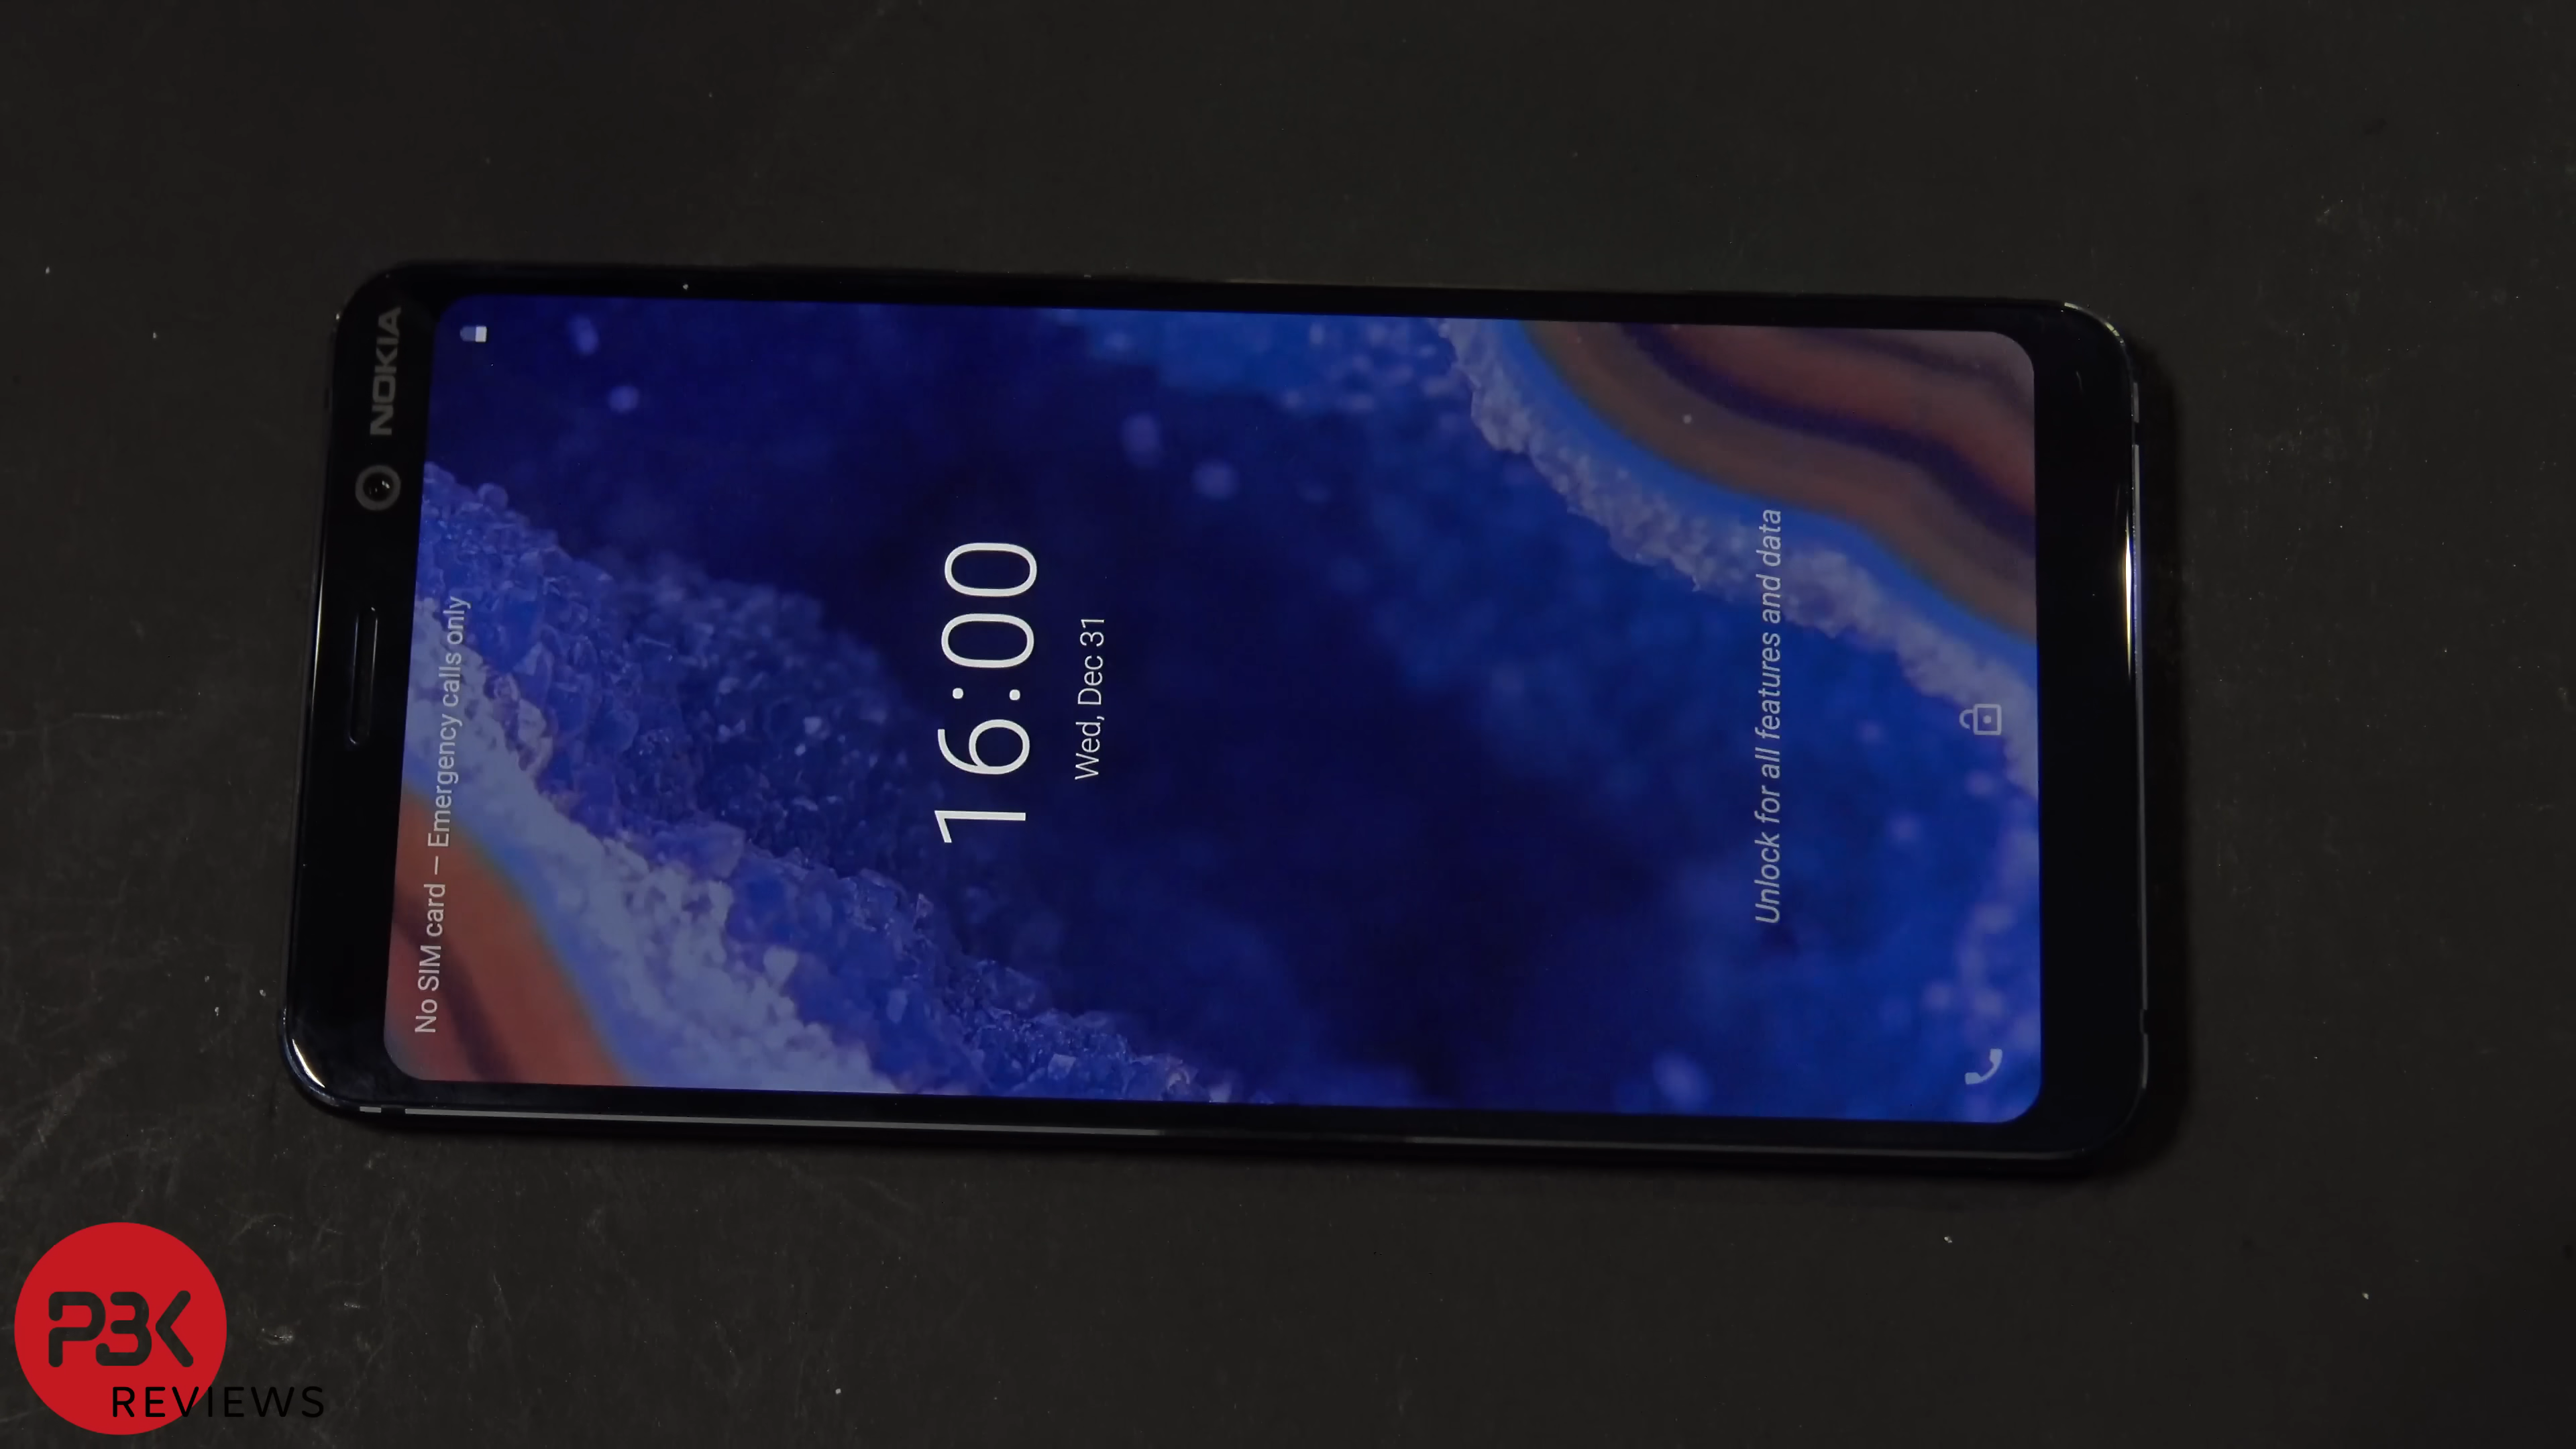 NOKIA
No SIM card — Emergency calls only
16:00
Wed, Dec 31
Unlock for all features and data
P3K
REVIEWS